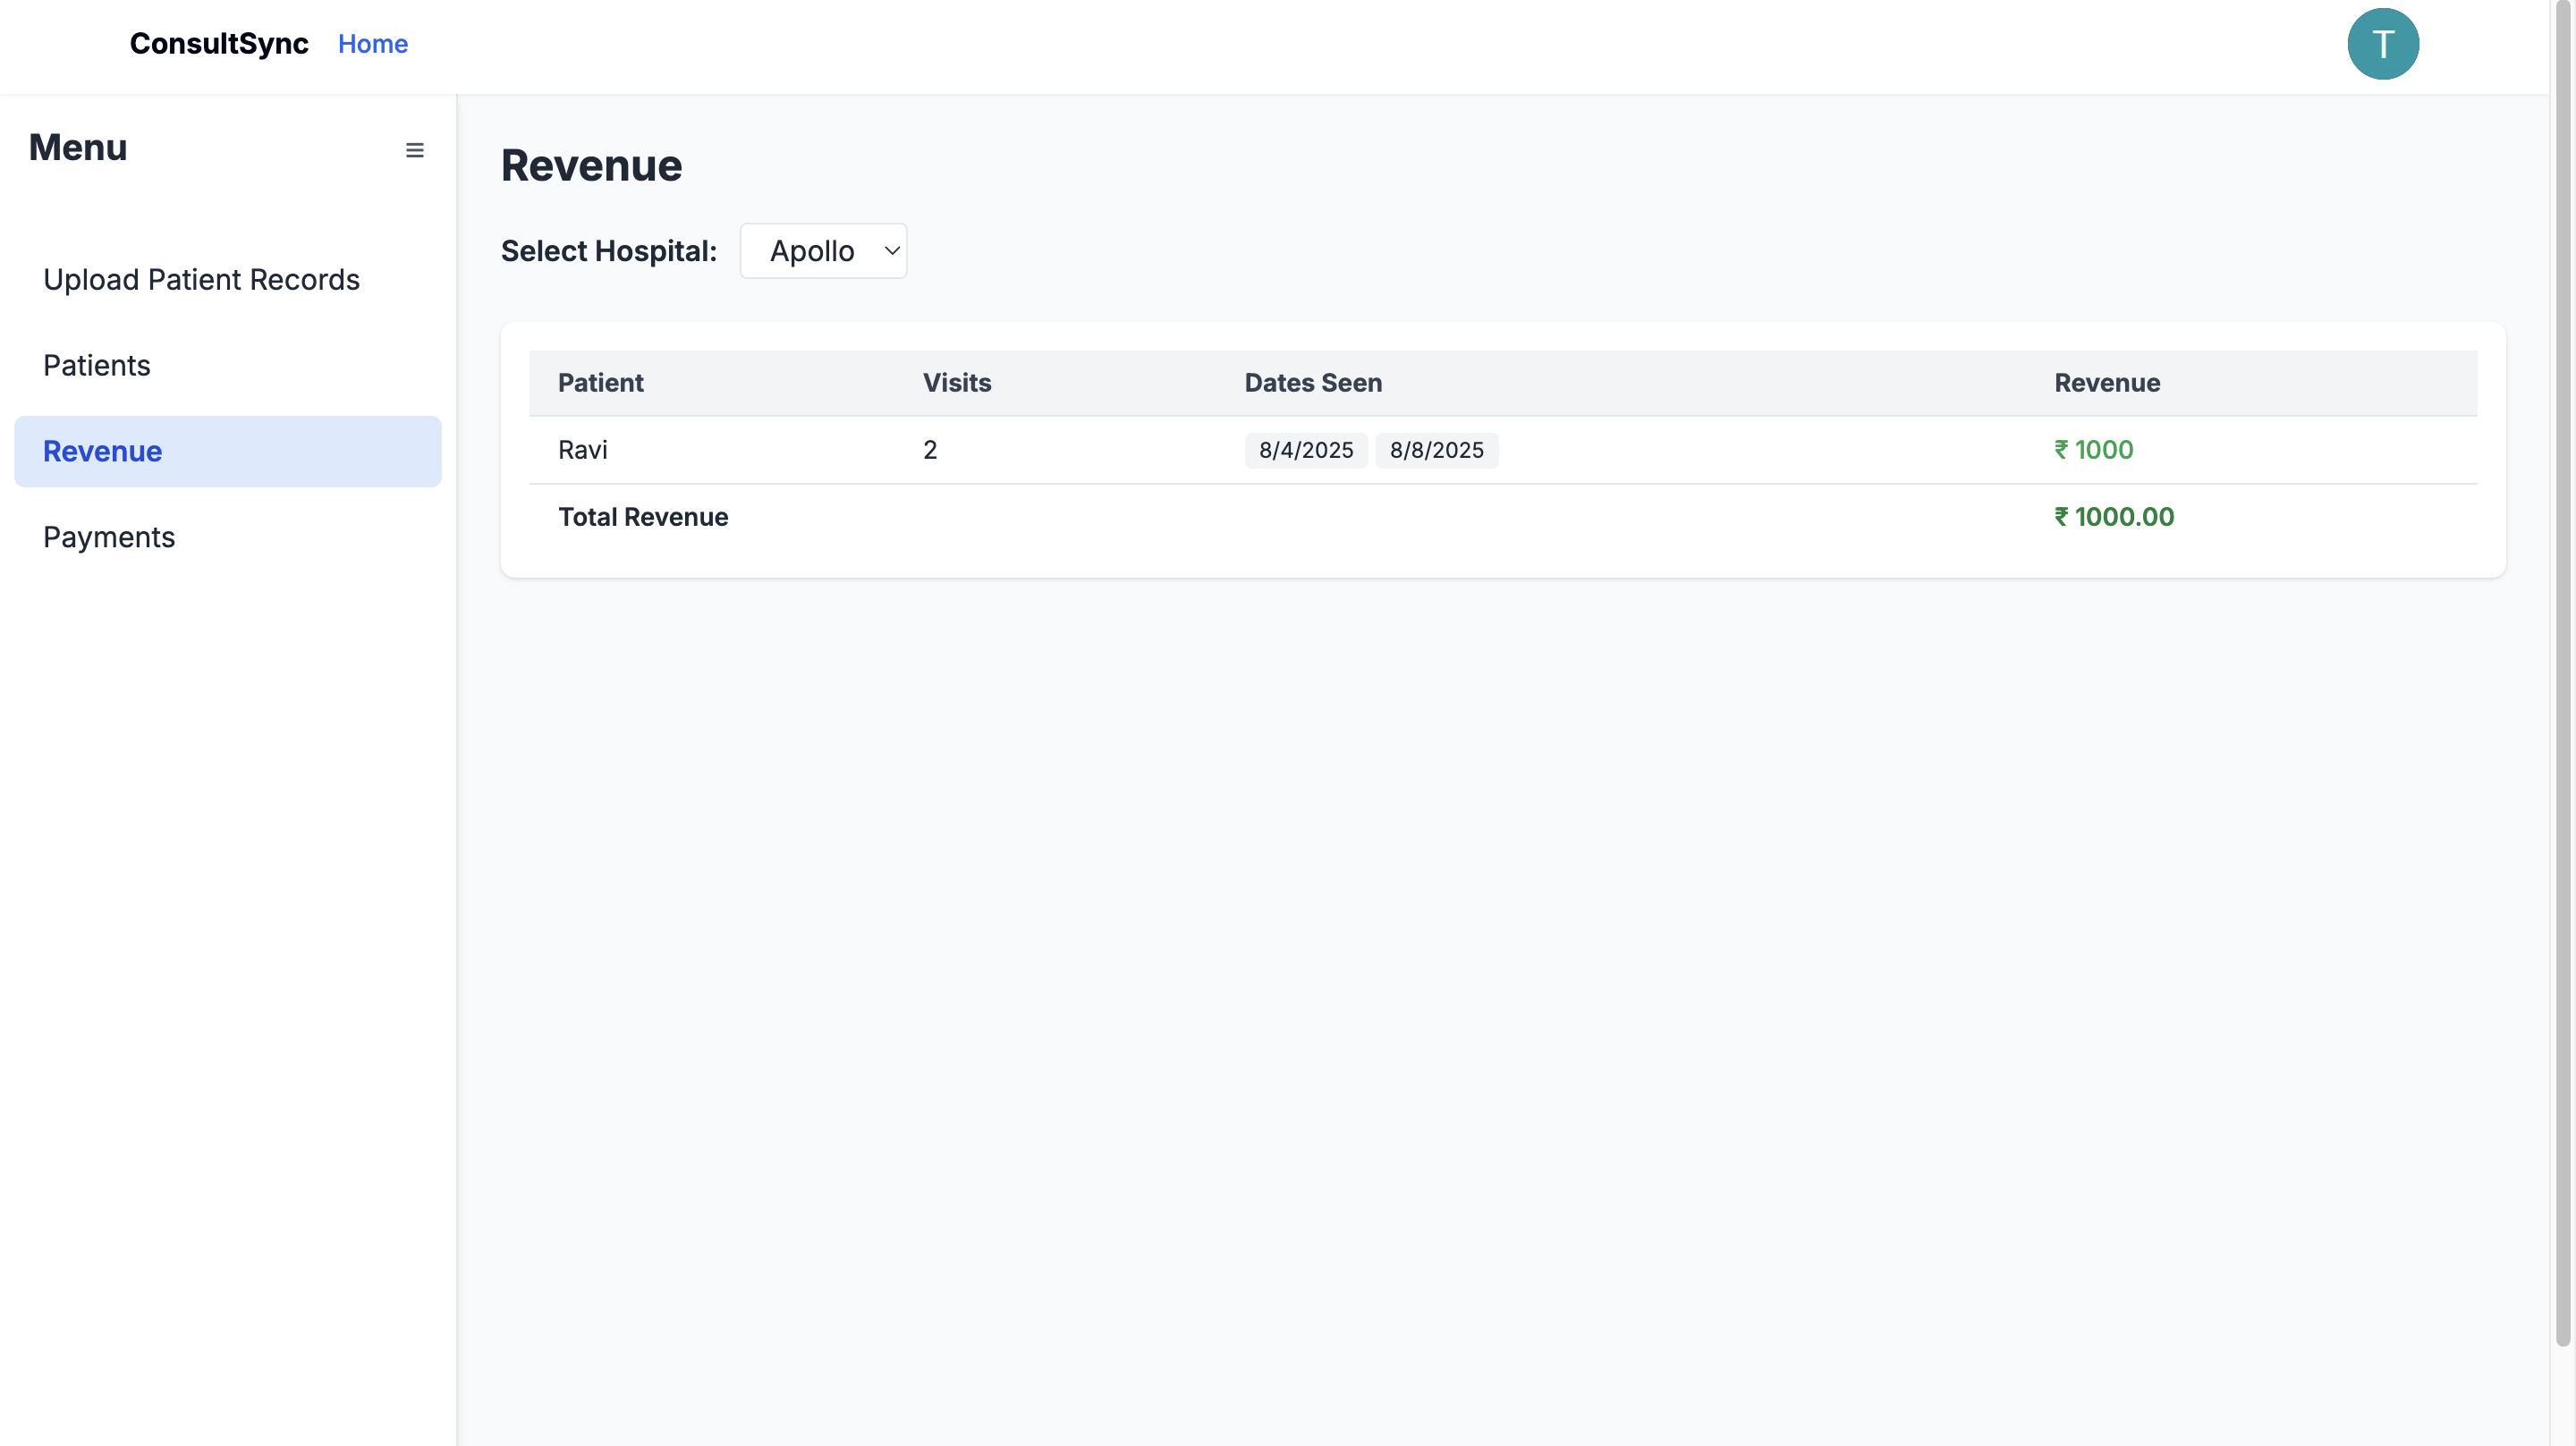 ConsultSync Home T
Menu
Upload Patient Records
Patients
Revenue
Payments
Revenue
Select Hospital: Apollo
Patient Visits Dates Seen Revenue
Ravi 2 8/4/2025 8/8/2025 ₹ 1000
Total Revenue ₹ 1000.00